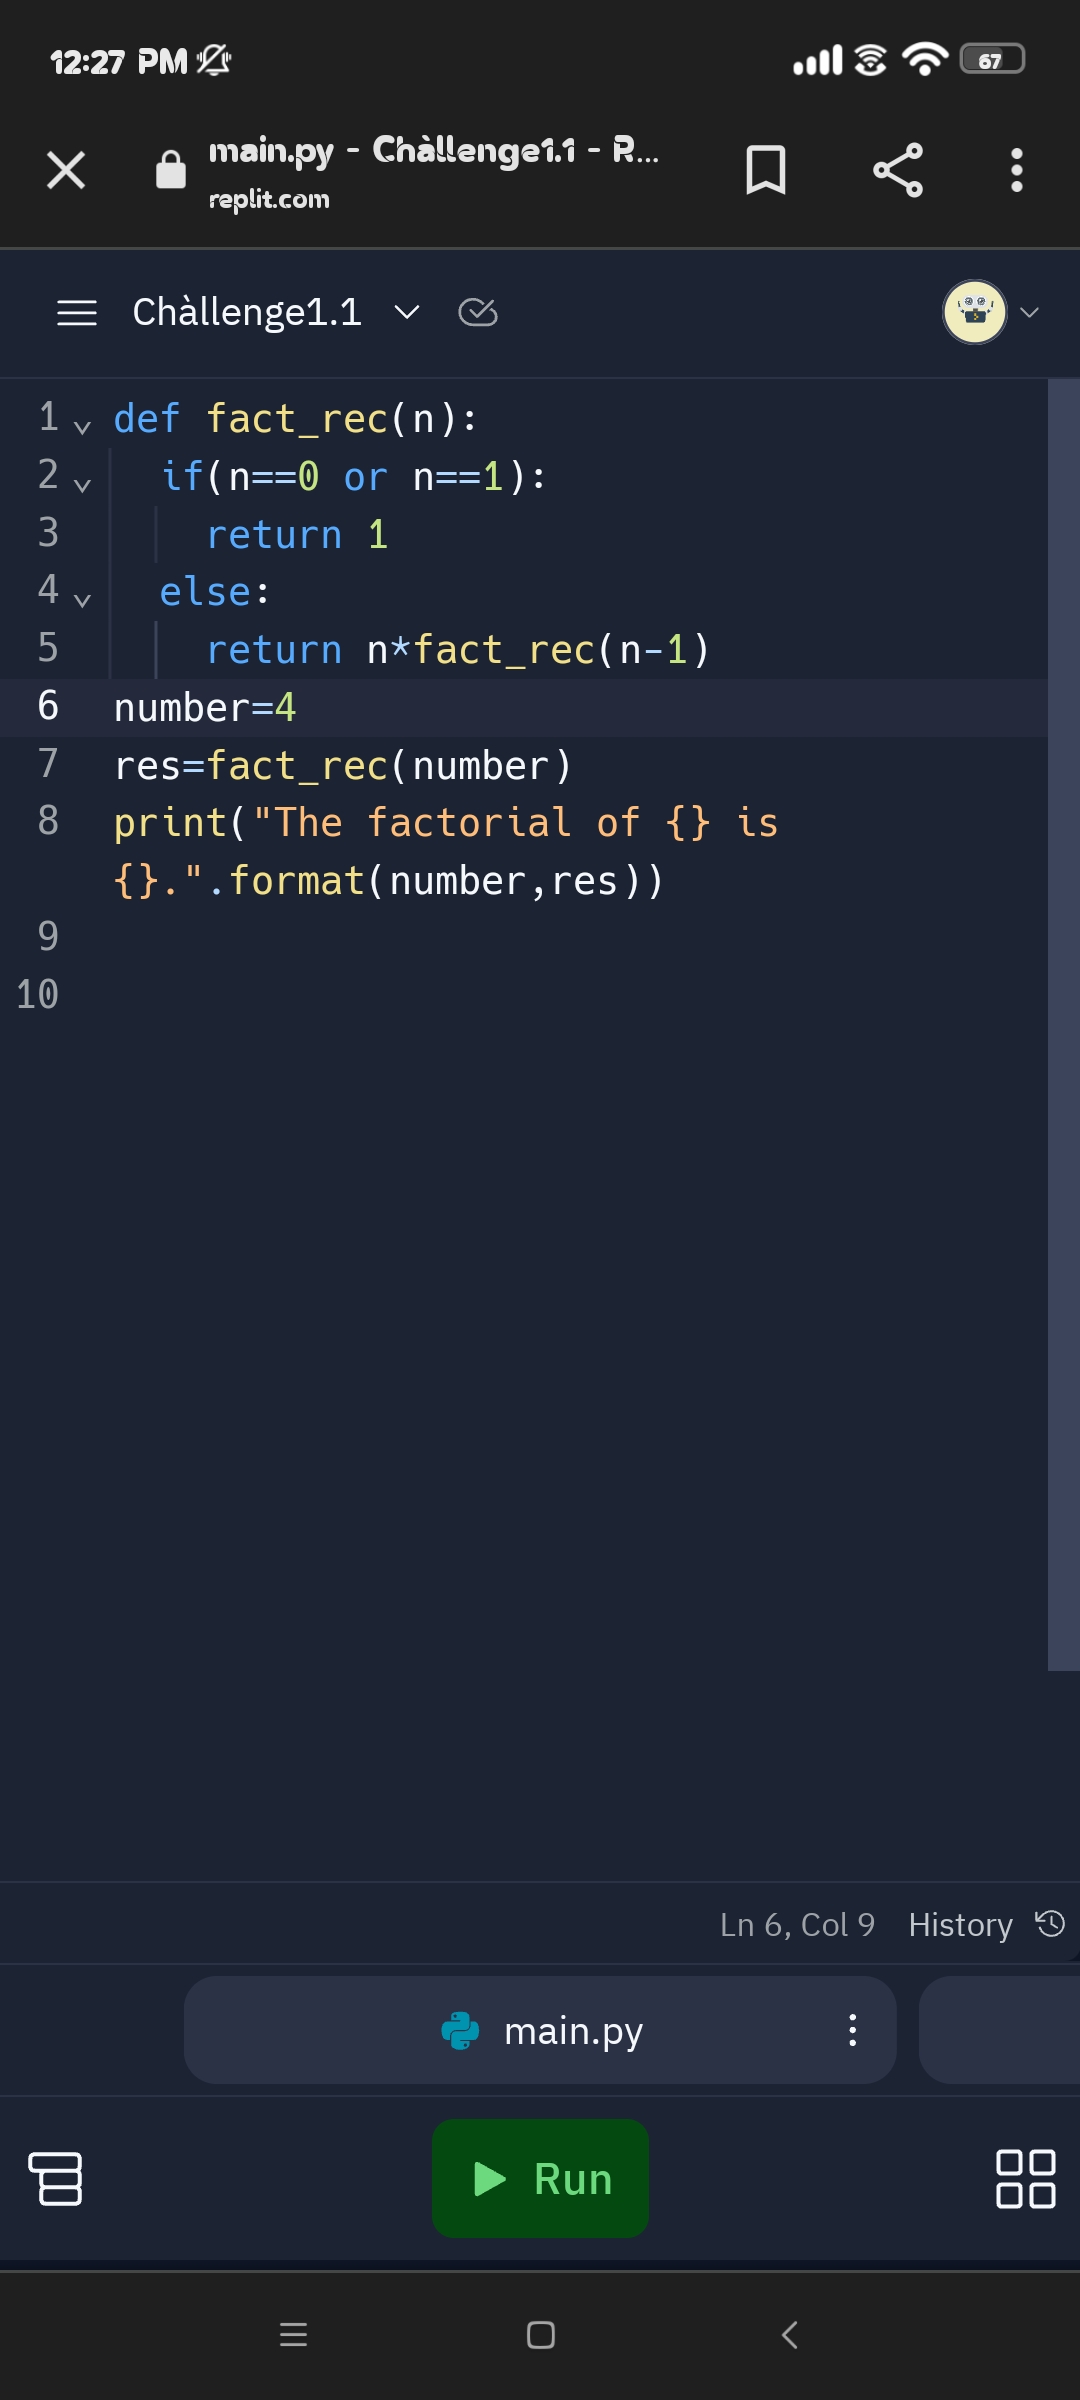 12:27 PM 67
main.py - Chàllenge1.1 - R...
replit.com
Chàllenge1.1
1 def fact_rec(n):
2 if(n==0 or n==1):
3 return 1
4 else:
5 return n*fact_rec(n-1)
6 number=4
7 res=fact_rec(number)
8 print("The factorial of {} is
{}.".format(number,res))
9
10
Ln 6, Col 9 History
main.py
Run